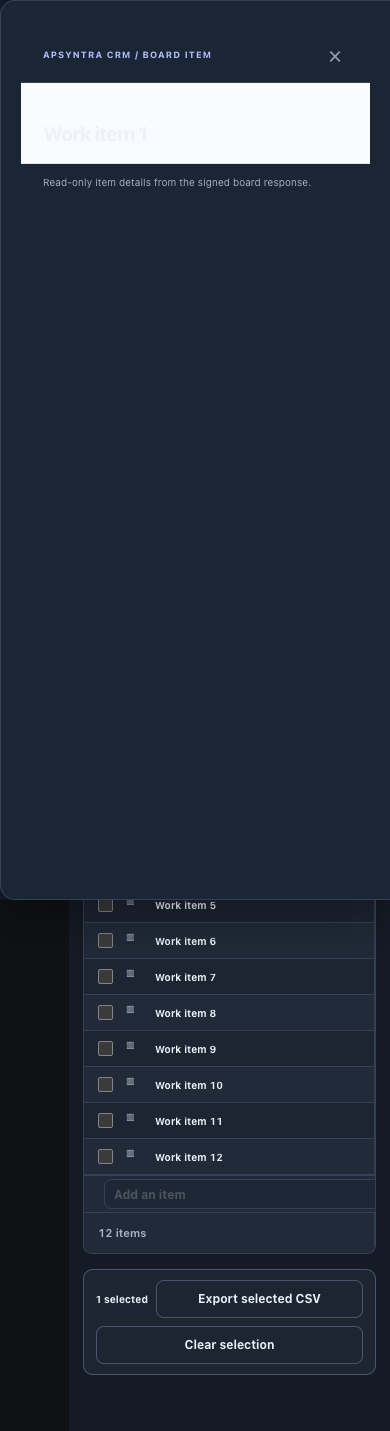 APSYNTRA CRM / BOARD ITEM
Work item 1
Read-only item details from the signed board response.
Work item 5
Work item 6
Work item 7
Work item 8
Work item 9
Work item 10
Work item 11
Work item 12
Add an item
12 items
1 selected
Export selected CSV
Clear selection